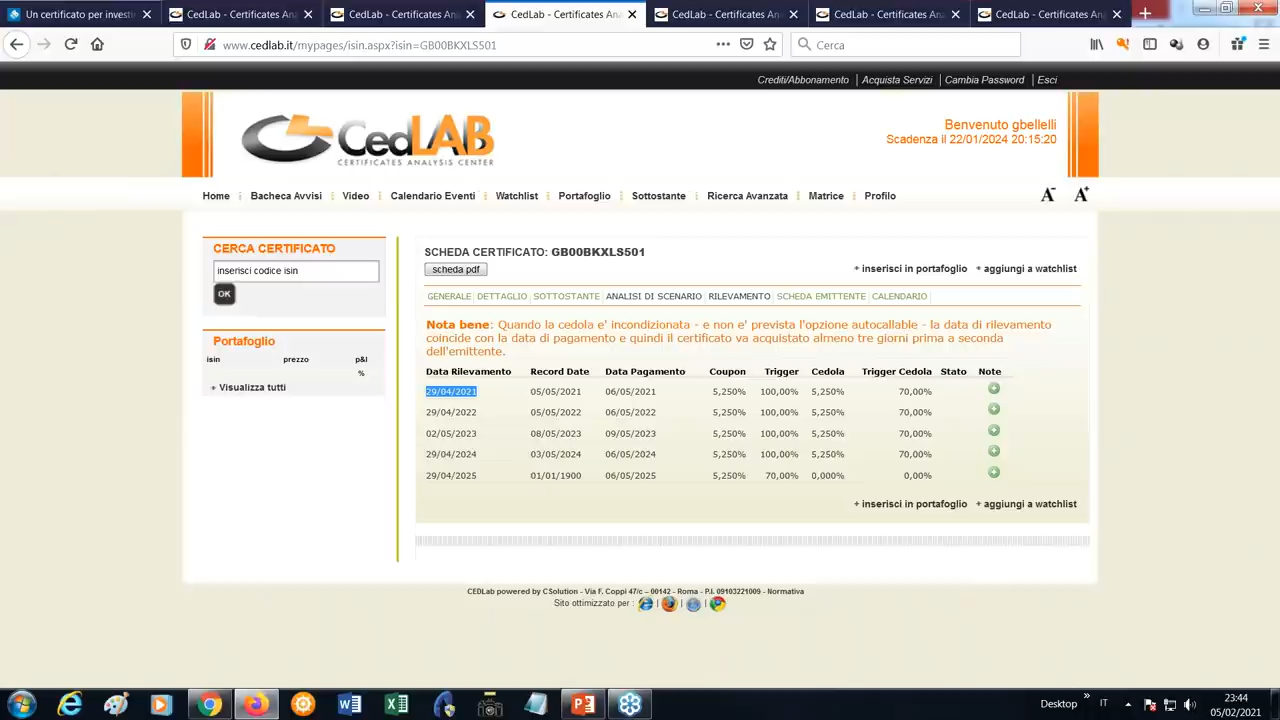 Un certificato per investire
CedLab - Certificates Anal
CedLab - Certificates Anal
CedLab - Certificates Anal
CedLab - Certificates Anal
CedLab - Certificates Anal
CedLab - Certificates Anal
www.cedlab.it/mypages/isin.aspx?isin=GB00BKXLS501
Cerca
Crediti/Abbonamento
Acquista Servizi
Cambia Password
Esci
CedLAB
CERTIFICATES ANALYSIS CENTER
Benvenuto gbellelli
Scadenza il 22/01/2024 20:15:20
Home Bacheca Avvisi Video Calendario Eventi Watchlist Portafoglio Sottostante Ricerca Avanzata Matrice Profilo
A- A+
CERCA CERTIFICATO
inserisci codice isin
OK
Portafoglio
isin prezzo p&l
%
+ Visualizza tutti
SCHEDA CERTIFICATO: GB00BKXLS501
scheda pdf
+ inserisci in portafoglio + aggiungi a watchlist
GENERALE DETTAGLIO SOTTOSTANTE ANALISI DI SCENARIO RILEVAMENTO SCHEDA EMITTENTE CALENDARIO
Nota bene: Quando la cedola e' incondizionata - e non e' prevista l'opzione autocallable - la data di rilevamento
coincide con la data di pagamento e quindi il certificato va acquistato almeno tre giorni prima a seconda
dell'emittente.
Data Rilevamento Record Date Data Pagamento Coupon Trigger Cedola Trigger Cedola Stato Note
29/04/2021 05/05/2021 06/05/2021 5,250% 100,00% 5,250% 70,00%
29/04/2022 05/05/2022 06/05/2022 5,250% 100,00% 5,250% 70,00%
02/05/2023 08/05/2023 09/05/2023 5,250% 100,00% 5,250% 70,00%
29/04/2024 03/05/2024 06/05/2024 5,250% 100,00% 5,250% 70,00%
29/04/2025 01/01/1900 06/05/2025 5,250% 70,00% 0,000% 0,00%
+ inserisci in portafoglio + aggiungi a watchlist
CEDLab powered by CSolution - Via F. Coppi 47/c – 00142 - Roma - P.I. 09103221009 - Normativa
Sito ottimizzato per : | | |
Desktop
IT
23:44
05/02/2021